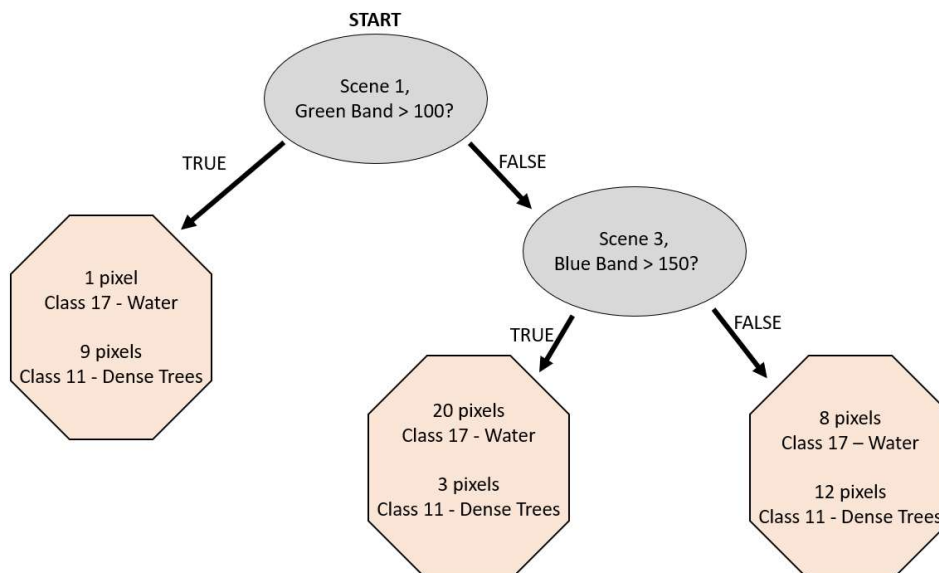 START
Scene 1,
Green Band > 100?
TRUE
FALSE
Scene 3,
Blue Band > 150?
1 pixel
Class 17 - Water
9 pixels
Class 11 - Dense Trees
TRUE
FALSE
20 pixels
Class 17 - Water
3 pixels
Class 11 - Dense Trees
8 pixels
Class 17 – Water
12 pixels
Class 11 - Dense Trees